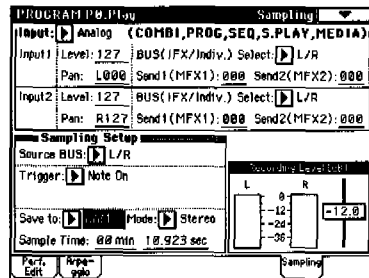 PROGRAM P0.Play Sampling
Input: Analog (COMBI,PROG,SEQ,S.PLAY,MEDIA)
Input1 Level: 127 BUS(IFX/Indiv.) Select: L/R
Pan: L000 Send1(MFX1): 000 Send2(MFX2): 000
Input2 Level: 127 BUS(IFX/Indiv.) Select: L/R
Pan: R127 Send1(MFX1): 000 Send2(MFX2): 000
Sampling Setup
Source BUS: L/R
Trigger: Note On
Recording Level [dB]
L R
0
-12
-24
-36
-12.0
Save to: Mode: Stereo
Sample Time: 00 min 10.923 sec
Perf. Edit
Arpe-ggio
Sampling